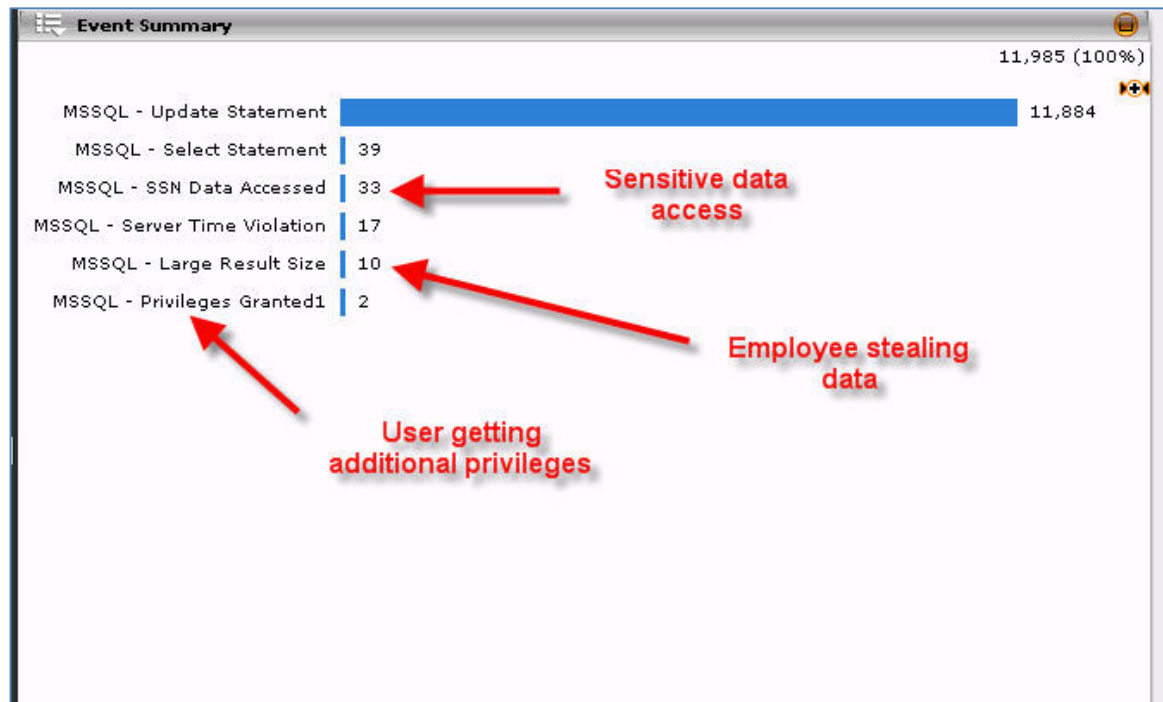 Event Summary
11,985 (100%)
MSSQL - Update Statement 11,884
MSSQL - Select Statement 39
MSSQL - SSN Data Accessed 33
Sensitive data
access
MSSQL - Server Time Violation 17
MSSQL - Large Result Size 10
MSSQL - Privileges Granted1 2
Employee stealing
data
User getting
additional privileges